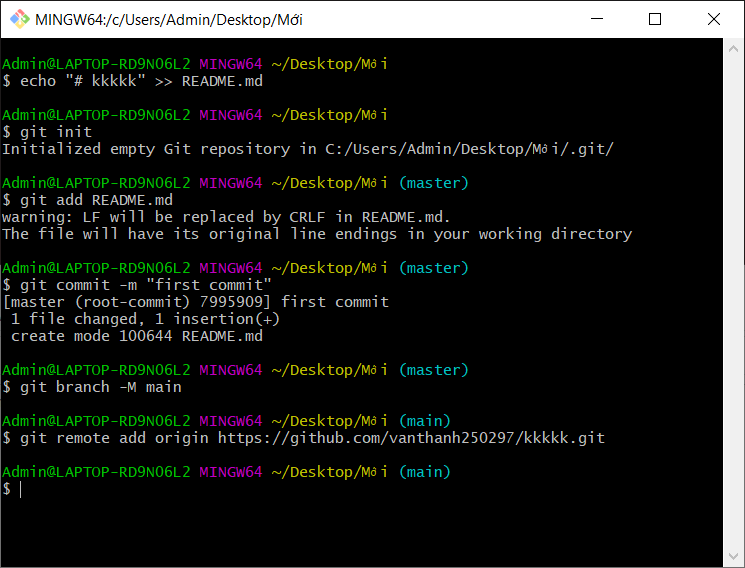 MINGW64:/c/Users/Admin/Desktop/Mới
Admin@LAPTOP-RD9NO6L2 MINGW64 ~/Desktop/Mới
$ echo "# kkkkk" >> README.md
Admin@LAPTOP-RD9NO6L2 MINGW64 ~/Desktop/Mới
$ git init
Initialized empty Git repository in C:/Users/Admin/Desktop/Mới/.git/
Admin@LAPTOP-RD9NO6L2 MINGW64 ~/Desktop/Mới (master)
$ git add README.md
warning: LF will be replaced by CRLF in README.md.
The file will have its original line endings in your working directory
Admin@LAPTOP-RD9NO6L2 MINGW64 ~/Desktop/Mới (master)
$ git commit -m "first commit"
[master (root-commit) 7995909] first commit
1 file changed, 1 insertion(+)
create mode 100644 README.md
Admin@LAPTOP-RD9NO6L2 MINGW64 ~/Desktop/Mới (master)
$ git branch -M main
Admin@LAPTOP-RD9NO6L2 MINGW64 ~/Desktop/Mới (main)
$ git remote add origin https://github.com/vanthanh250297/kkkkk.git
Admin@LAPTOP-RD9NO6L2 MINGW64 ~/Desktop/Mới (main)
$